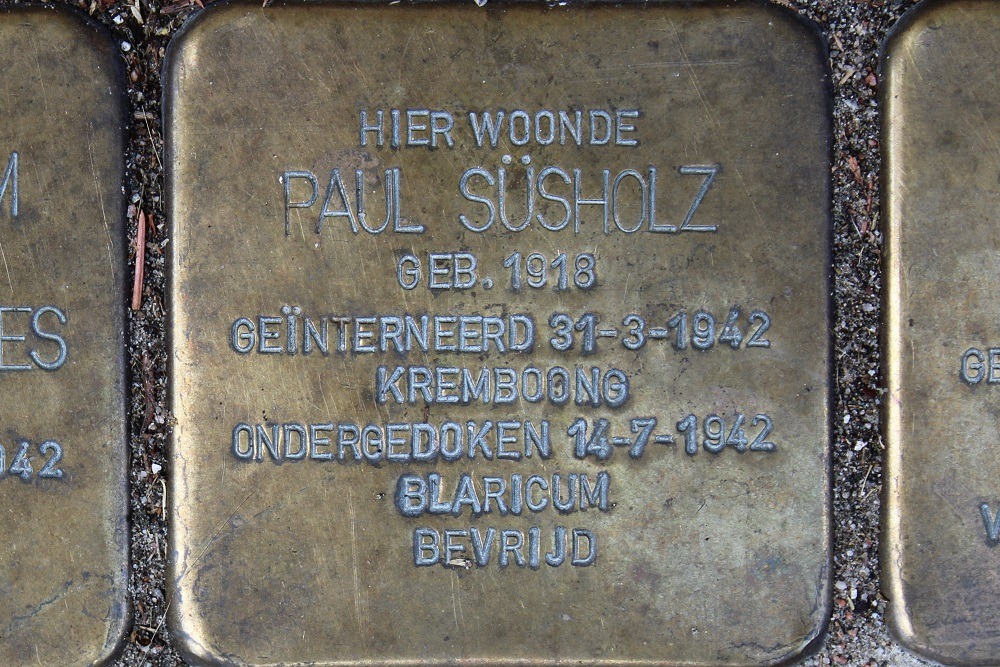 HIER WOONDE
PAUL SÜSHOLZ
GEB. 1918
GEÏNTERNEERD 31-3-1942
KREMBOONG
ONDERGEDOKEN 14-7-1942
BLARICUM
BEVRIJD